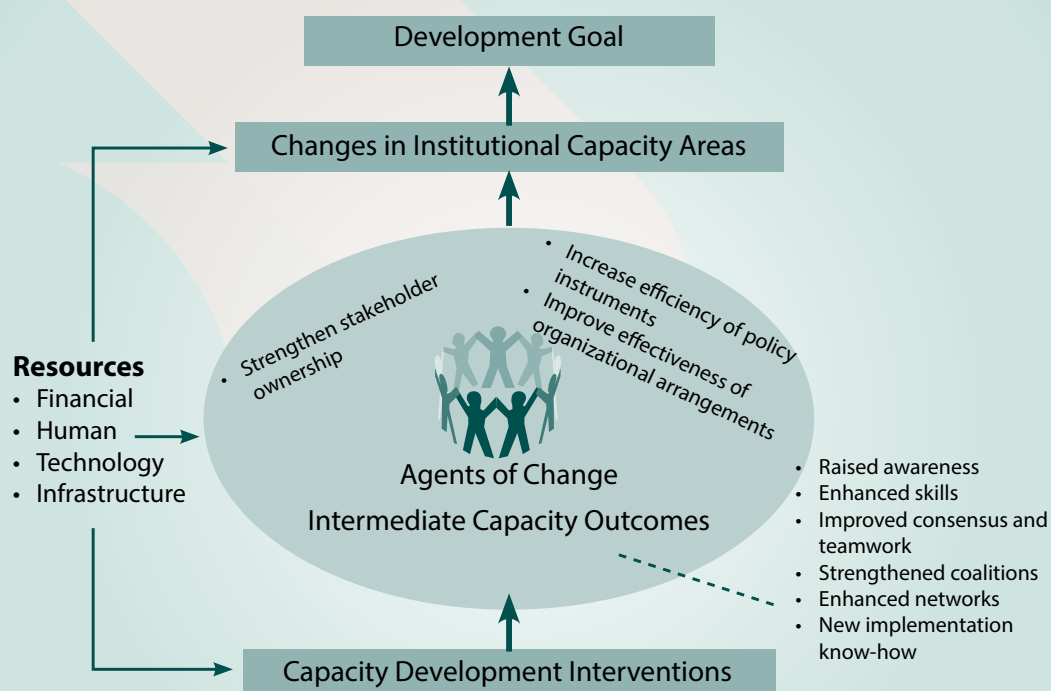 Development Goal
Changes in Institutional Capacity Areas
• Strengthen stakeholder
ownership
• Increase efficiency of policy
instruments
• Improve effectiveness of
organizational arrangements
Resources
• Financial
• Human
• Technology
• Infrastructure
Agents of Change
Intermediate Capacity Outcomes
• Raised awareness
• Enhanced skills
• Improved consensus and
teamwork
• Strengthened coalitions
• Enhanced networks
• New implementation
know-how
Capacity Development Interventions